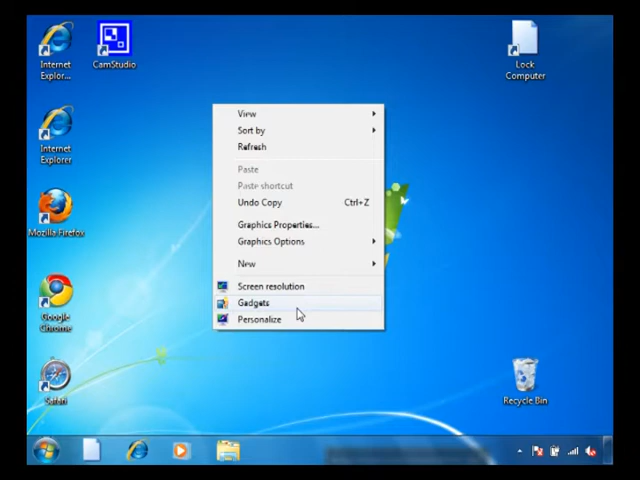 Internet
Explor...
CamStudio
Lock
Computer
Internet
Explorer
Mozilla Firefox
Google
Chrome
Safari
Recycle Bin
View
Sort by
Refresh
Paste
Paste shortcut
Undo Copy Ctrl+Z
Graphics Properties...
Graphics Options
New
Screen resolution
Gadgets
Personalize